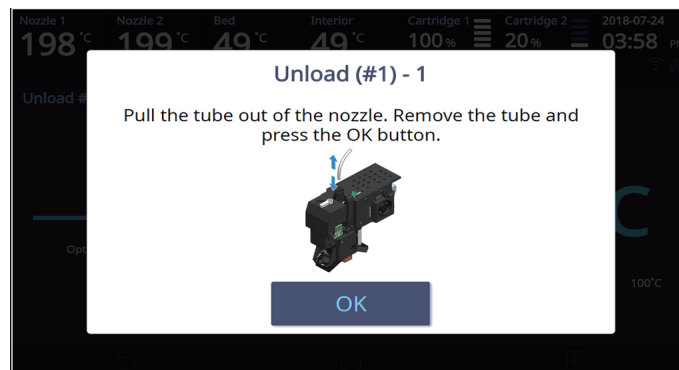 Nozzle 1 Nozzle 2 Bed Interior Cartridge 1 Cartridge 2 2018-07-24
198 °C 199 °C 49 °C 49 °C 100 % 20 % 03:58
Unload (#1) - 1
Unload #
Pull the tube out of the nozzle. Remove the tube and
press the OK button.
C
Opt
100°C
OK